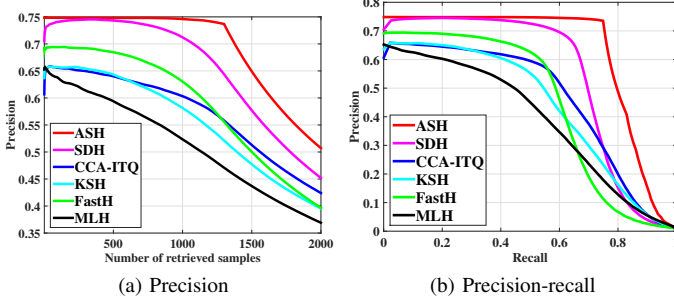 0.75
0.7
0.65
0.6
0.55
0.5
0.45
0.4
0.35
Precision
ASH
SDH
CCA-ITQ
KSH
FastH
MLH
500 1000 1500 2000
Number of retrieved samples
(a) Precision
0.8
0.7
0.6
0.5
0.4
0.3
0.2
0.1
0
Precision
ASH
SDH
CCA-ITQ
KSH
FastH
MLH
0 0.2 0.4 0.6 0.8
Recall
(b) Precision-recall